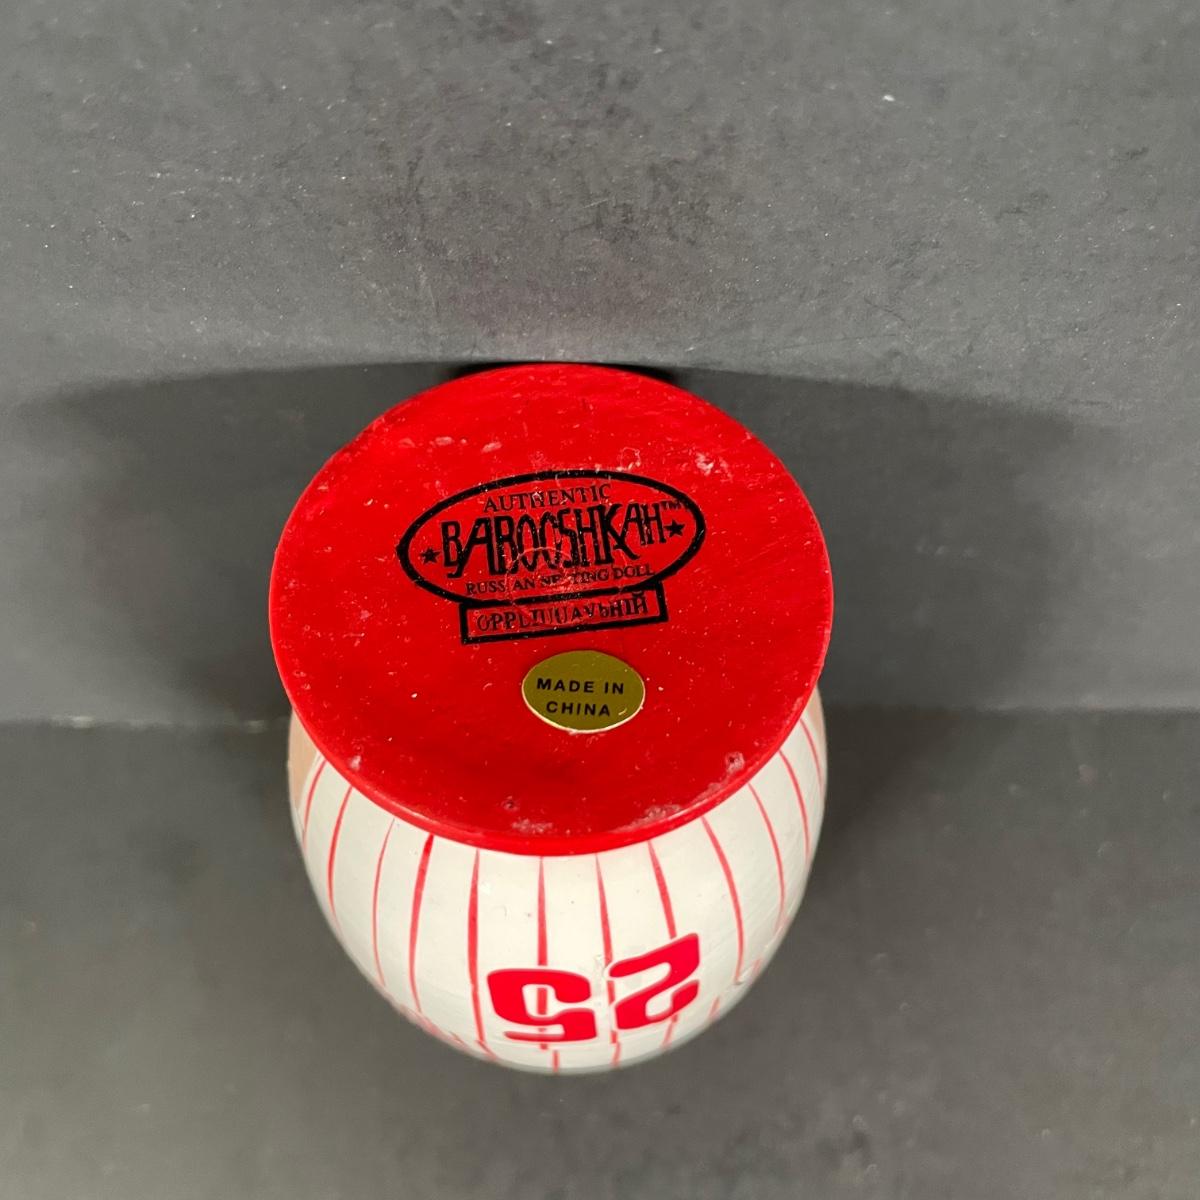 AUTHENTIC
BABOOSHKAH™
RUSSIAN NESTING DOLL
MADE IN
CHINA
25